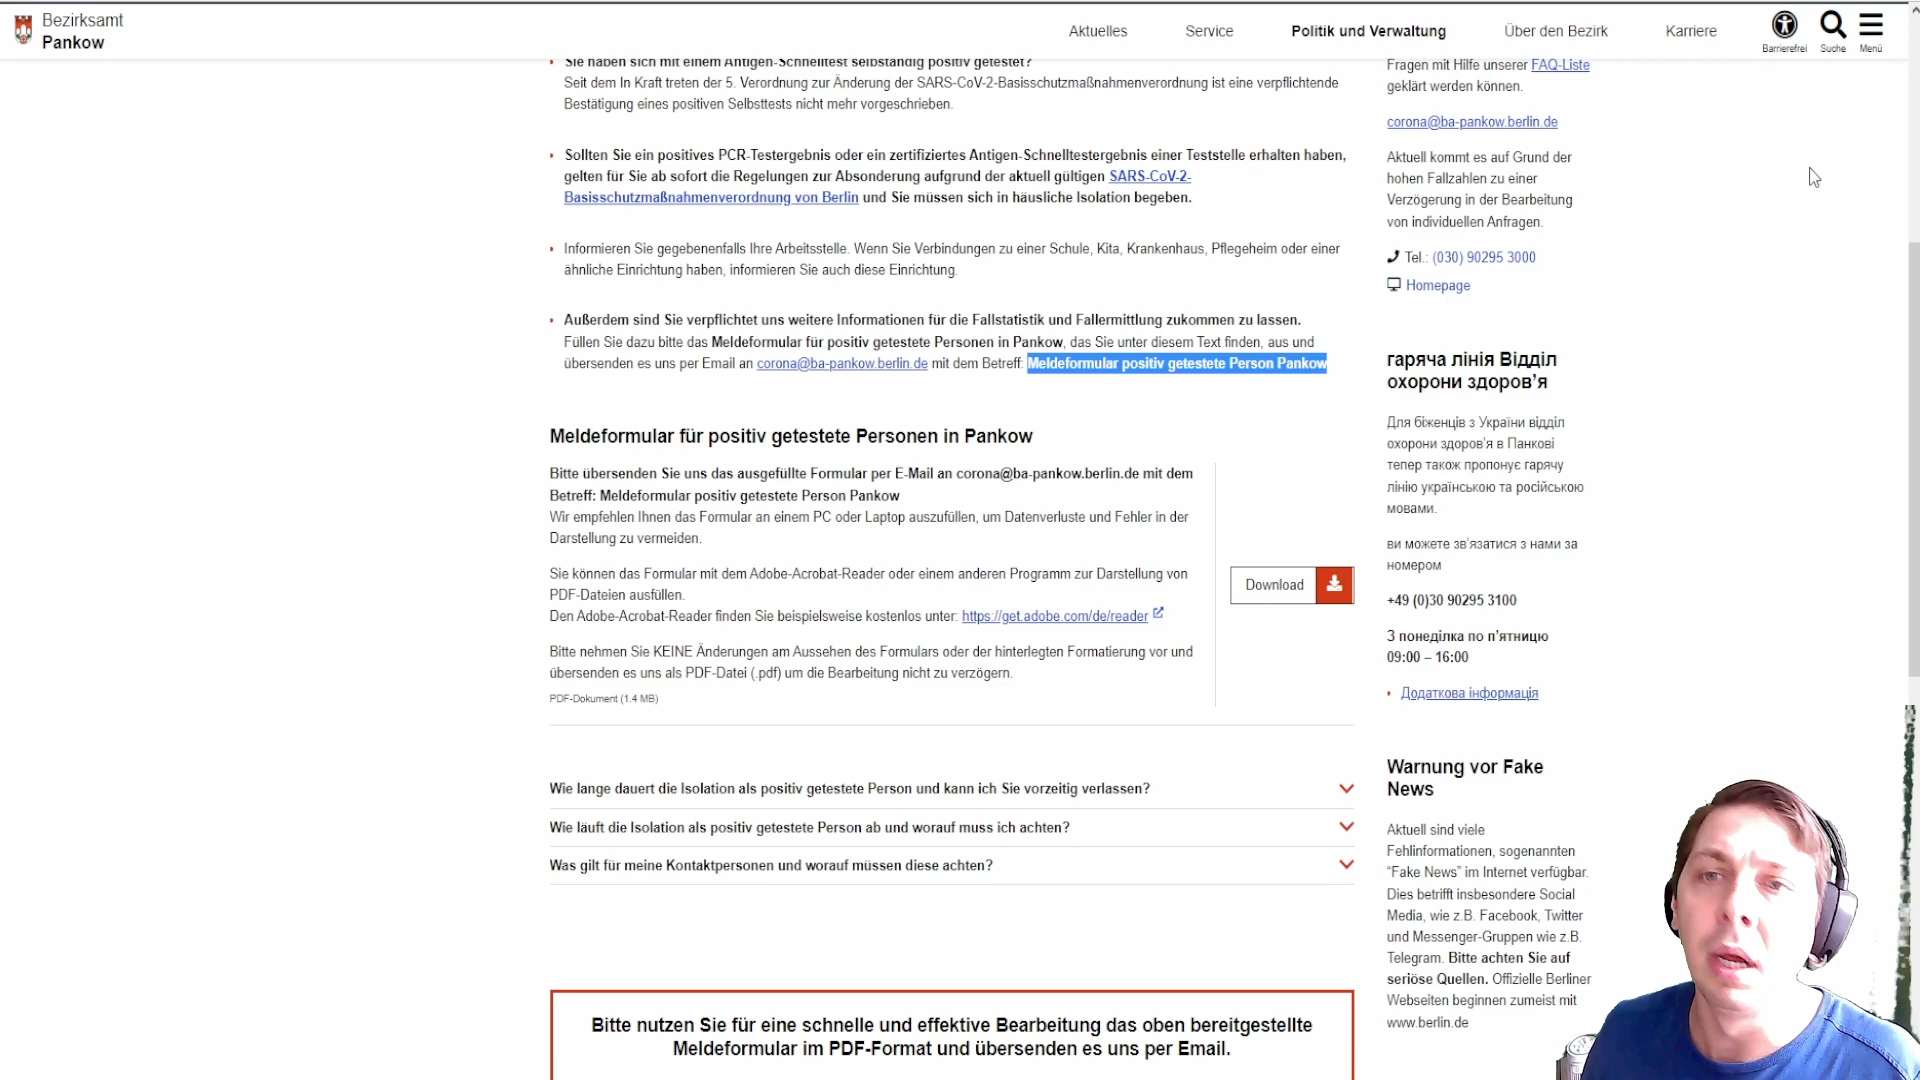 Bezirksamt
Pankow
Aktuelles
Service
Politik und Verwaltung
Über den Bezirk
Karriere
Barrierefrei
Suche
Menü
Sie haben sich mit einem Antigen-Schnelltest selbständig positiv getestet?
Seit dem In Kraft treten der 5. Verordnung zur Änderung der SARS-CoV-2-Basisschutzmaßnahmenverordnung ist eine verpflichtende
Bestätigung eines positiven Selbsttests nicht mehr vorgeschrieben.
Sollten Sie ein positives PCR-Testergebnis oder ein zertifiziertes Antigen-Schnelltestergebnis einer Teststelle erhalten haben,
gelten für Sie ab sofort die Regelungen zur Absonderung aufgrund der aktuell gültigen SARS-CoV-2-
Basisschutzmaßnahmenverordnung von Berlin und Sie müssen sich in häusliche Isolation begeben.
Informieren Sie gegebenenfalls Ihre Arbeitsstelle. Wenn Sie Verbindungen zu einer Schule, Kita, Krankenhaus, Pflegeheim oder einer
ähnliche Einrichtung haben, informieren Sie auch diese Einrichtung.
Außerdem sind Sie verpflichtet uns weitere Informationen für die Fallstatistik und Fallermittlung zukommen zu lassen.
Füllen Sie dazu bitte das Meldeformular für positiv getestete Personen in Pankow, das Sie unter diesem Text finden, aus und
übersenden es uns per Email an corona@ba-pankow.berlin.de mit dem Betreff: Meldeformular positiv getestete Person Pankow
Meldeformular für positiv getestete Personen in Pankow
Bitte übersenden Sie uns das ausgefüllte Formular per E-Mail an corona@ba-pankow.berlin.de mit dem
Betreff: Meldeformular positiv getestete Person Pankow
Wir empfehlen Ihnen das Formular an einem PC oder Laptop auszufüllen, um Datenverluste und Fehler in der
Darstellung zu vermeiden.
Sie können das Formular mit dem Adobe-Acrobat-Reader oder einem anderen Programm zur Darstellung von
PDF-Dateien ausfüllen.
Den Adobe-Acrobat-Reader finden Sie beispielsweise kostenlos unter: https://get.adobe.com/de/reader
Bitte nehmen Sie KEINE Änderungen am Aussehen des Formulars oder der hinterlegten Formatierung vor und
übersenden es uns als PDF-Datei (.pdf) um die Bearbeitung nicht zu verzögern.
PDF-Dokument (1.4 MB)
Download
Wie lange dauert die Isolation als positiv getestete Person und kann ich Sie vorzeitig verlassen?
Wie läuft die Isolation als positiv getestete Person ab und worauf muss ich achten?
Was gilt für meine Kontaktpersonen und worauf müssen diese achten?
Bitte nutzen Sie für eine schnelle und effektive Bearbeitung das oben bereitgestellte
Meldeformular im PDF-Format und übersenden es uns per Email.
Fragen mit Hilfe unserer FAQ-Liste
geklärt werden können.
corona@ba-pankow.berlin.de
Aktuell kommt es auf Grund der
hohen Fallzahlen zu einer
Verzögerung in der Bearbeitung
von individuellen Anfragen.
Tel.: (030) 90295 3000
Homepage
гаряча лінія Відділ
охорони здоров’я
Для біженців з України відділ
охорони здоров’я в Панкові
тепер також пропонує гарячу
лінію українською та російською
мовами.
ви можете зв’язатися з нами за
номером
+49 (0)30 90295 3100
З понеділка по п’ятницю
09:00 – 16:00
Додаткова інформація
Warnung vor Fake
News
Aktuell sind viele
Fehlinformationen, sogenannten
“Fake News” im Internet verfügbar.
Dies betrifft insbesondere Social
Media, wie z.B. Facebook, Twitter
und Messenger-Gruppen wie z.B.
Telegram. Bitte achten Sie auf
seriöse Quellen. Offizielle Berliner
Webseiten beginnen zumeist mit
www.berlin.de